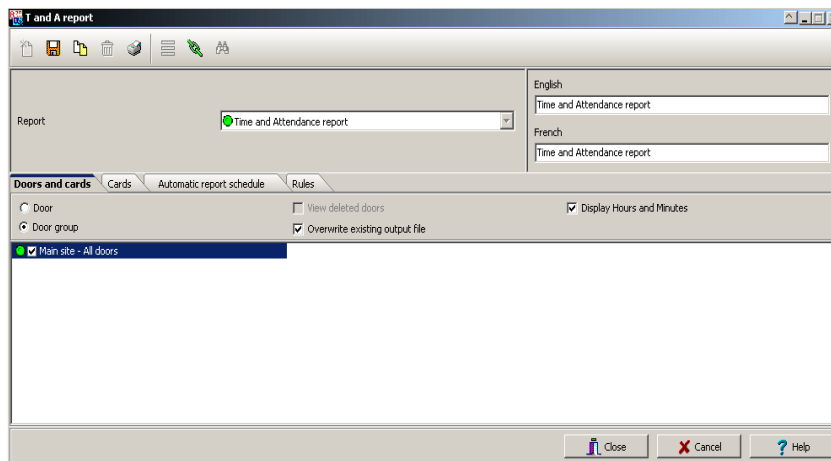 T and A report
English
Time and Attendance report
Report
Time and Attendance report
French
Time and Attendance report
Doors and cards Cards Automatic report schedule Rules
Door View deleted doors Display Hours and Minutes
Door group Overwrite existing output file
Main site - All doors
Close Cancel Help